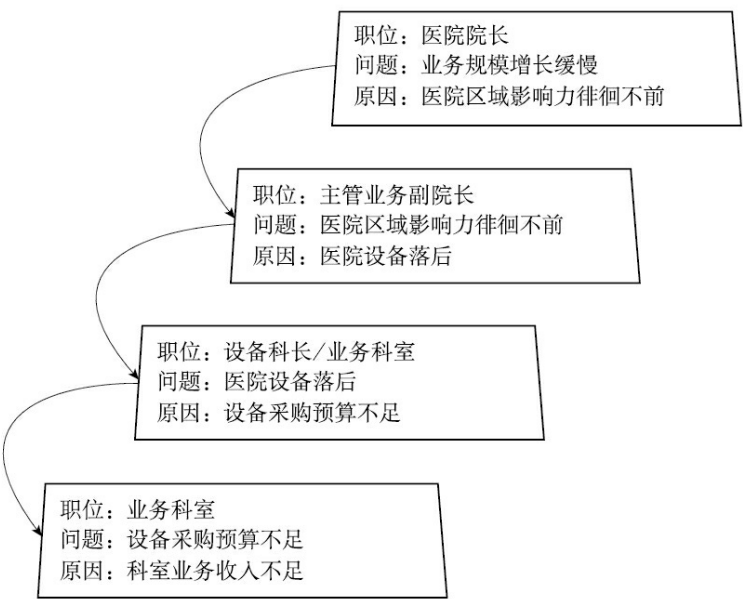 职位：医院院长
问题：业务规模增长缓慢
原因：医院区域影响力徘徊不前
职位：主管业务副院长
问题：医院区域影响力徘徊不前
原因：医院设备落后
职位：设备科长/业务科室
问题：医院设备落后
原因：设备采购预算不足
职位：业务科室
问题：设备采购预算不足
原因：科室业务收入不足